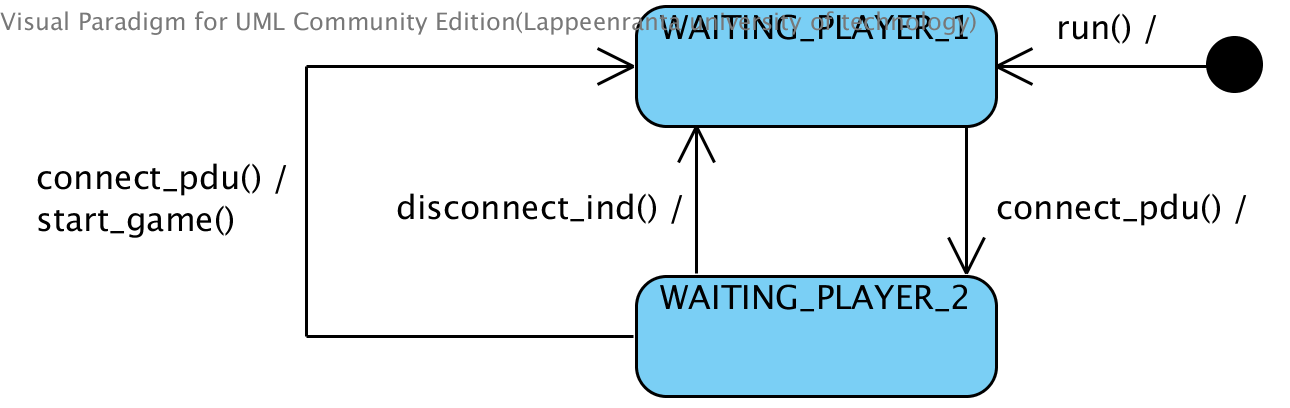 Visual Paradigm for UML Community Edition(Lappeenranta university of technology)
WAITING_PLAYER_1
run() /
connect_pdu() /
start_game()
disconnect_ind() /
connect_pdu() /
WAITING_PLAYER_2